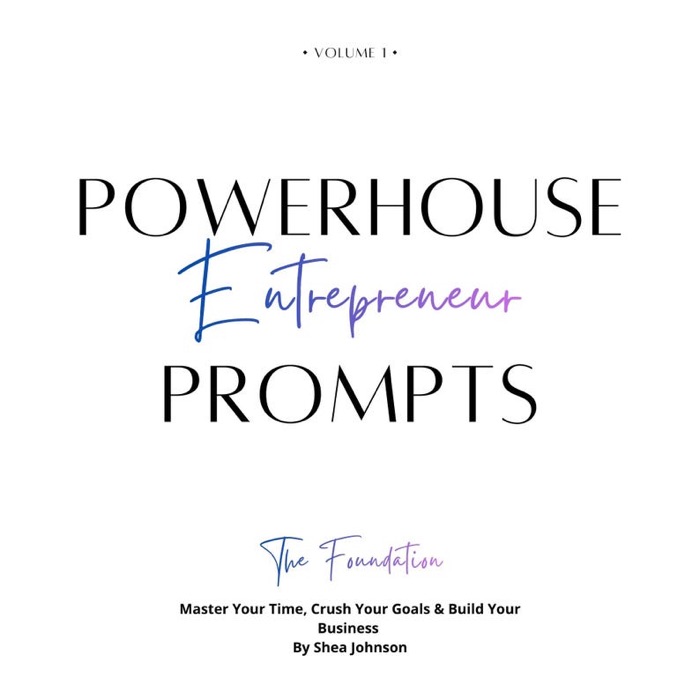 • VOLUME 1 •
POWERHOUSE
Entrepreneur
PROMPTS
The Foundation
Master Your Time, Crush Your Goals & Build Your
Business
By Shea Johnson